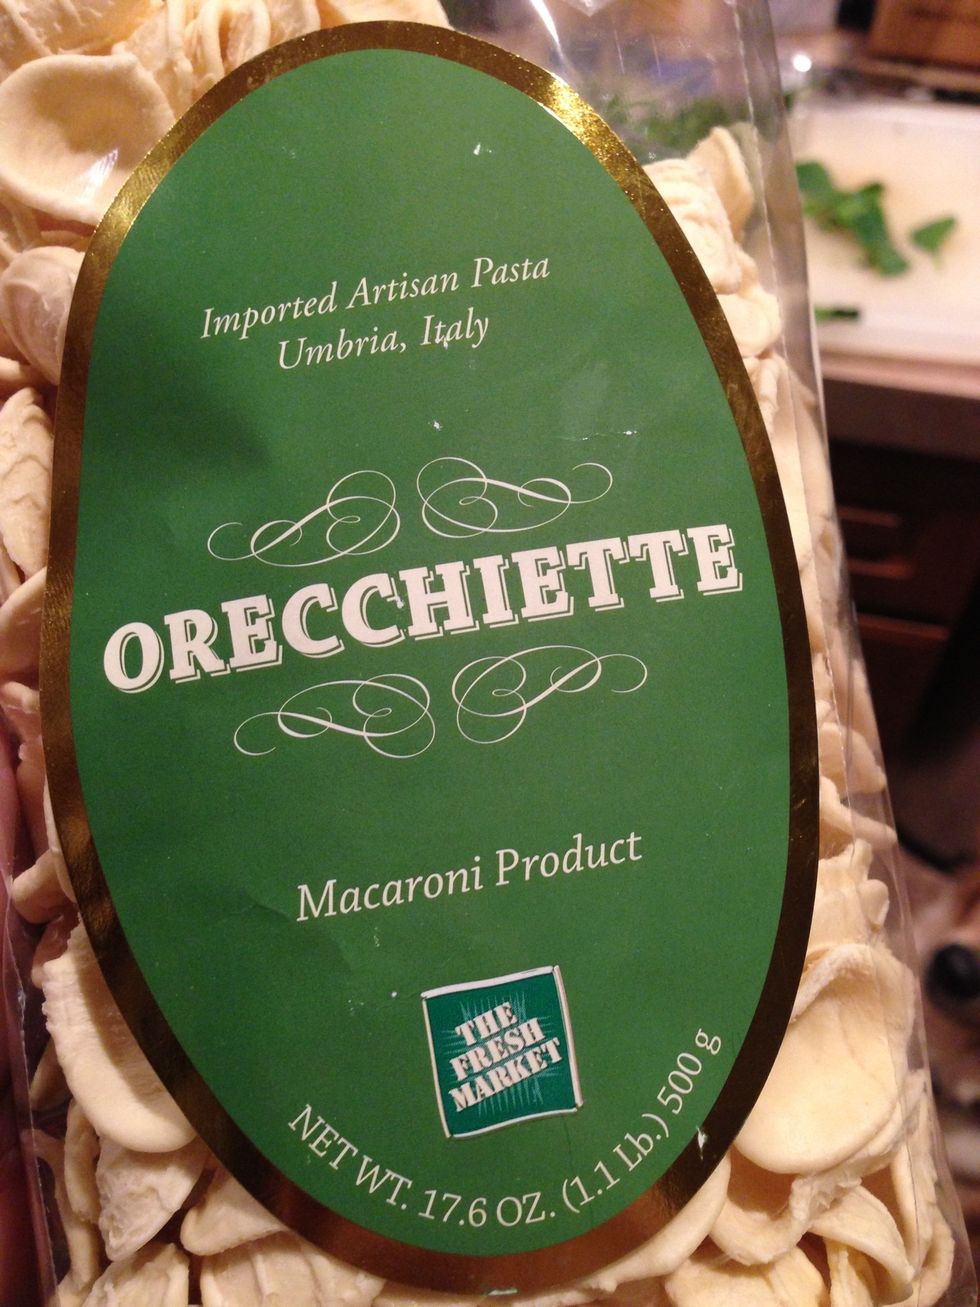 Imported Artisan Pasta
Umbria, Italy
ORECCHIETTE
Macaroni Product
THE
FRESH
MARKET
NET WT. 17.6 OZ. (1.1 Lb.) 500 g